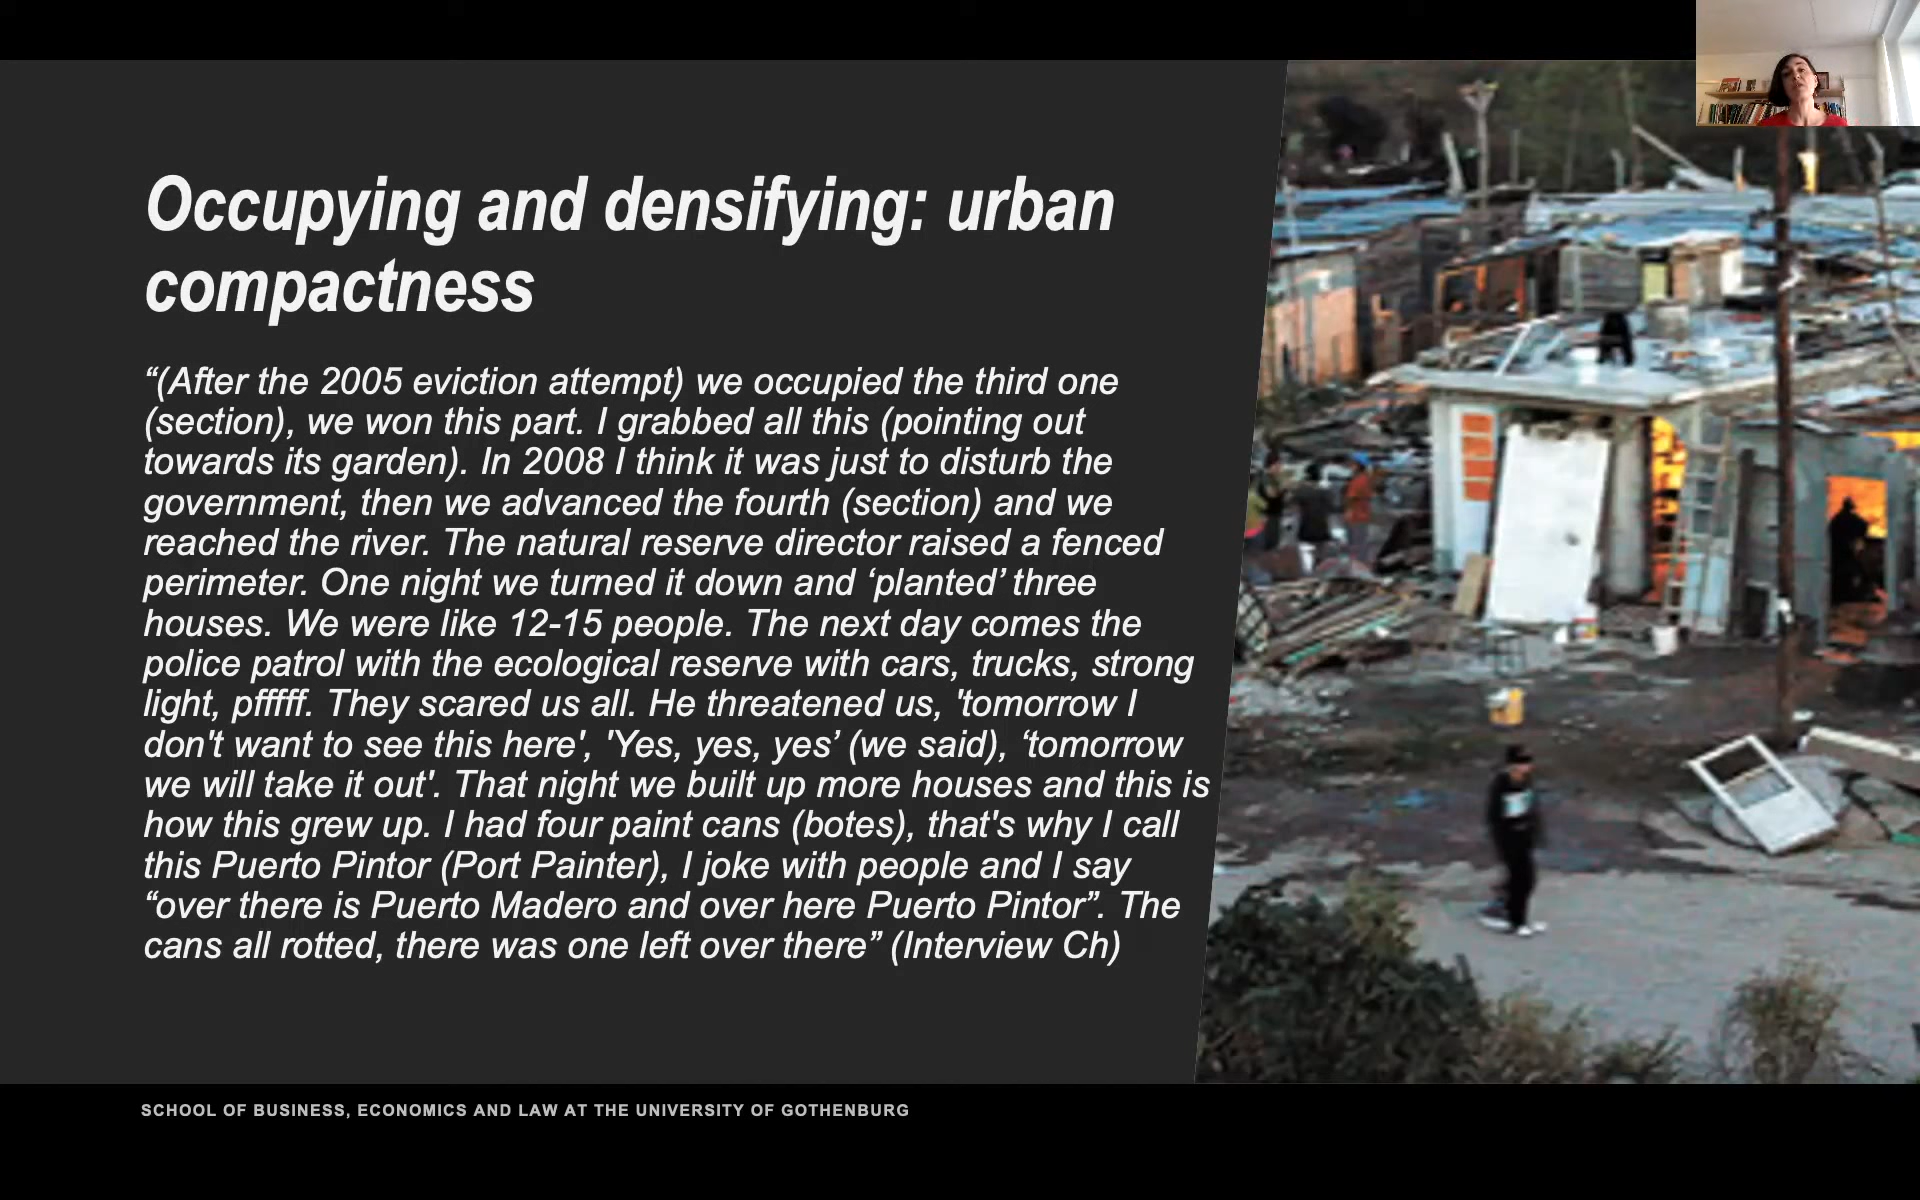 Occupying and densifying: urban
compactness
“(After the 2005 eviction attempt) we occupied the third one
(section), we won this part. I grabbed all this (pointing out
towards its garden). In 2008 I think it was just to disturb the
government, then we advanced the fourth (section) and we
reached the river. The natural reserve director raised a fenced
perimeter. One night we turned it down and ‘planted’ three
houses. We were like 12-15 people. The next day comes the
police patrol with the ecological reserve with cars, trucks, strong
light, pfffff. They scared us all. He threatened us, 'tomorrow I
don't want to see this here', 'Yes, yes, yes’ (we said), ‘tomorrow
we will take it out'. That night we built up more houses and this is
how this grew up. I had four paint cans (botes), that's why I call
this Puerto Pintor (Port Painter), I joke with people and I say
“over there is Puerto Madero and over here Puerto Pintor”. The
cans all rotted, there was one left over there” (Interview Ch)
SCHOOL OF BUSINESS, ECONOMICS AND LAW AT THE UNIVERSITY OF GOTHENBURG